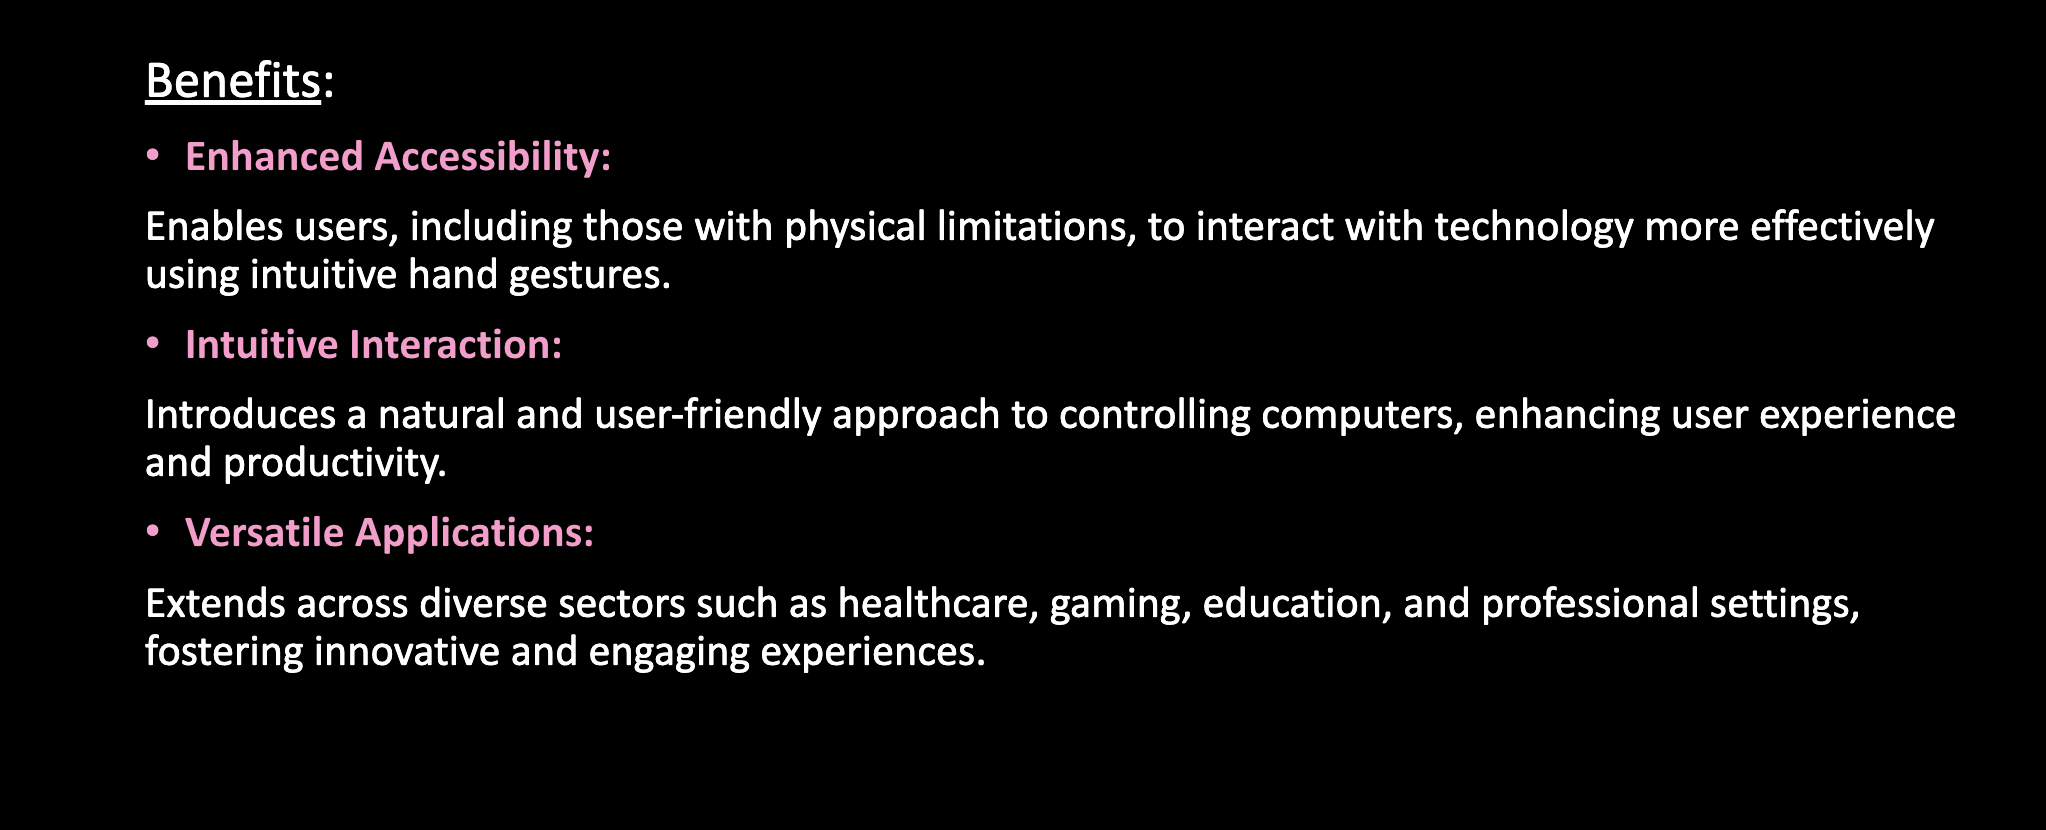 Benefits:
• Enhanced Accessibility:
Enables users, including those with physical limitations, to interact with technology more effectively
using intuitive hand gestures.
• Intuitive Interaction:
Introduces a natural and user-friendly approach to controlling computers, enhancing user experience
and productivity.
• Versatile Applications:
Extends across diverse sectors such as healthcare, gaming, education, and professional settings,
fostering innovative and engaging experiences.